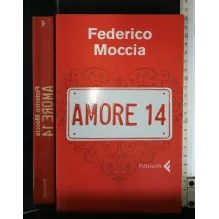 Federico
Moccia
AMORE 14
Feltrinelli
AMORE 14
Federico Moccia